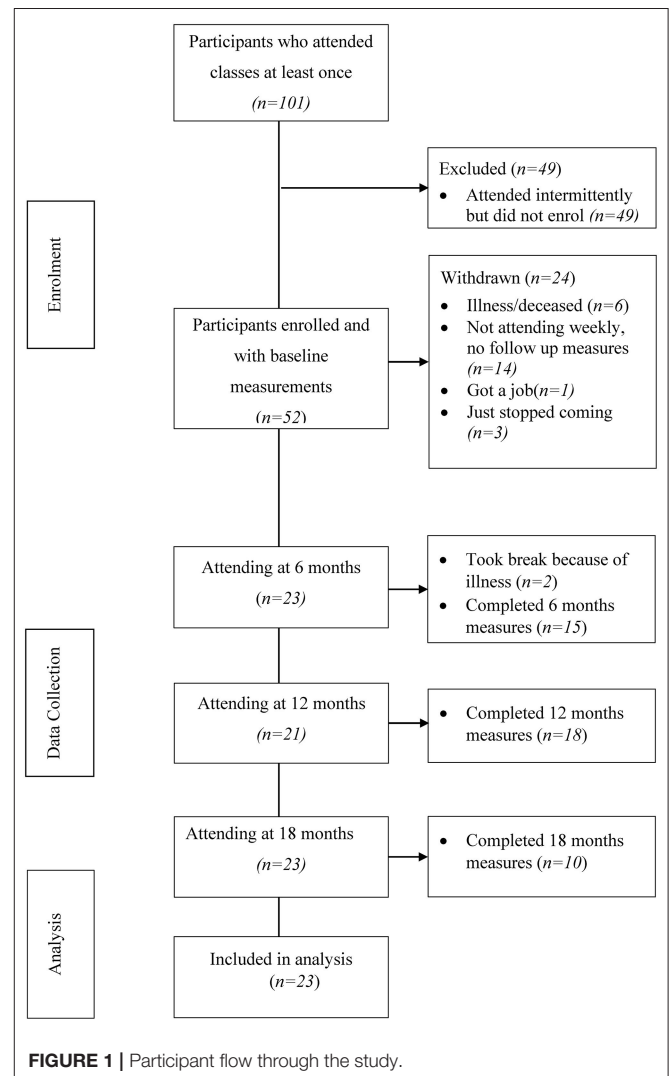 Participants who attended
classes at least once
(n=101)
Excluded (n=49)
• Attended intermittently
but did not enrol (n=49)
Enrolment
Participants enrolled and
with baseline
measurements
(n=52)
Withdrawn (n=24)
• Illness/deceased (n=6)
• Not attending weekly,
no follow up measures
(n=14)
• Got a job(n=1)
• Just stopped coming
(n=3)
Attending at 6 months
(n=23)
• Took break because of
illness (n=2)
• Completed 6 months
measures (n=15)
Data Collection
Attending at 12 months
(n=21)
• Completed 12 months
measures (n=18)
Attending at 18 months
(n=23)
• Completed 18 months
measures (n=10)
Analysis
Included in analysis
(n=23)
FIGURE 1 | Participant flow through the study.